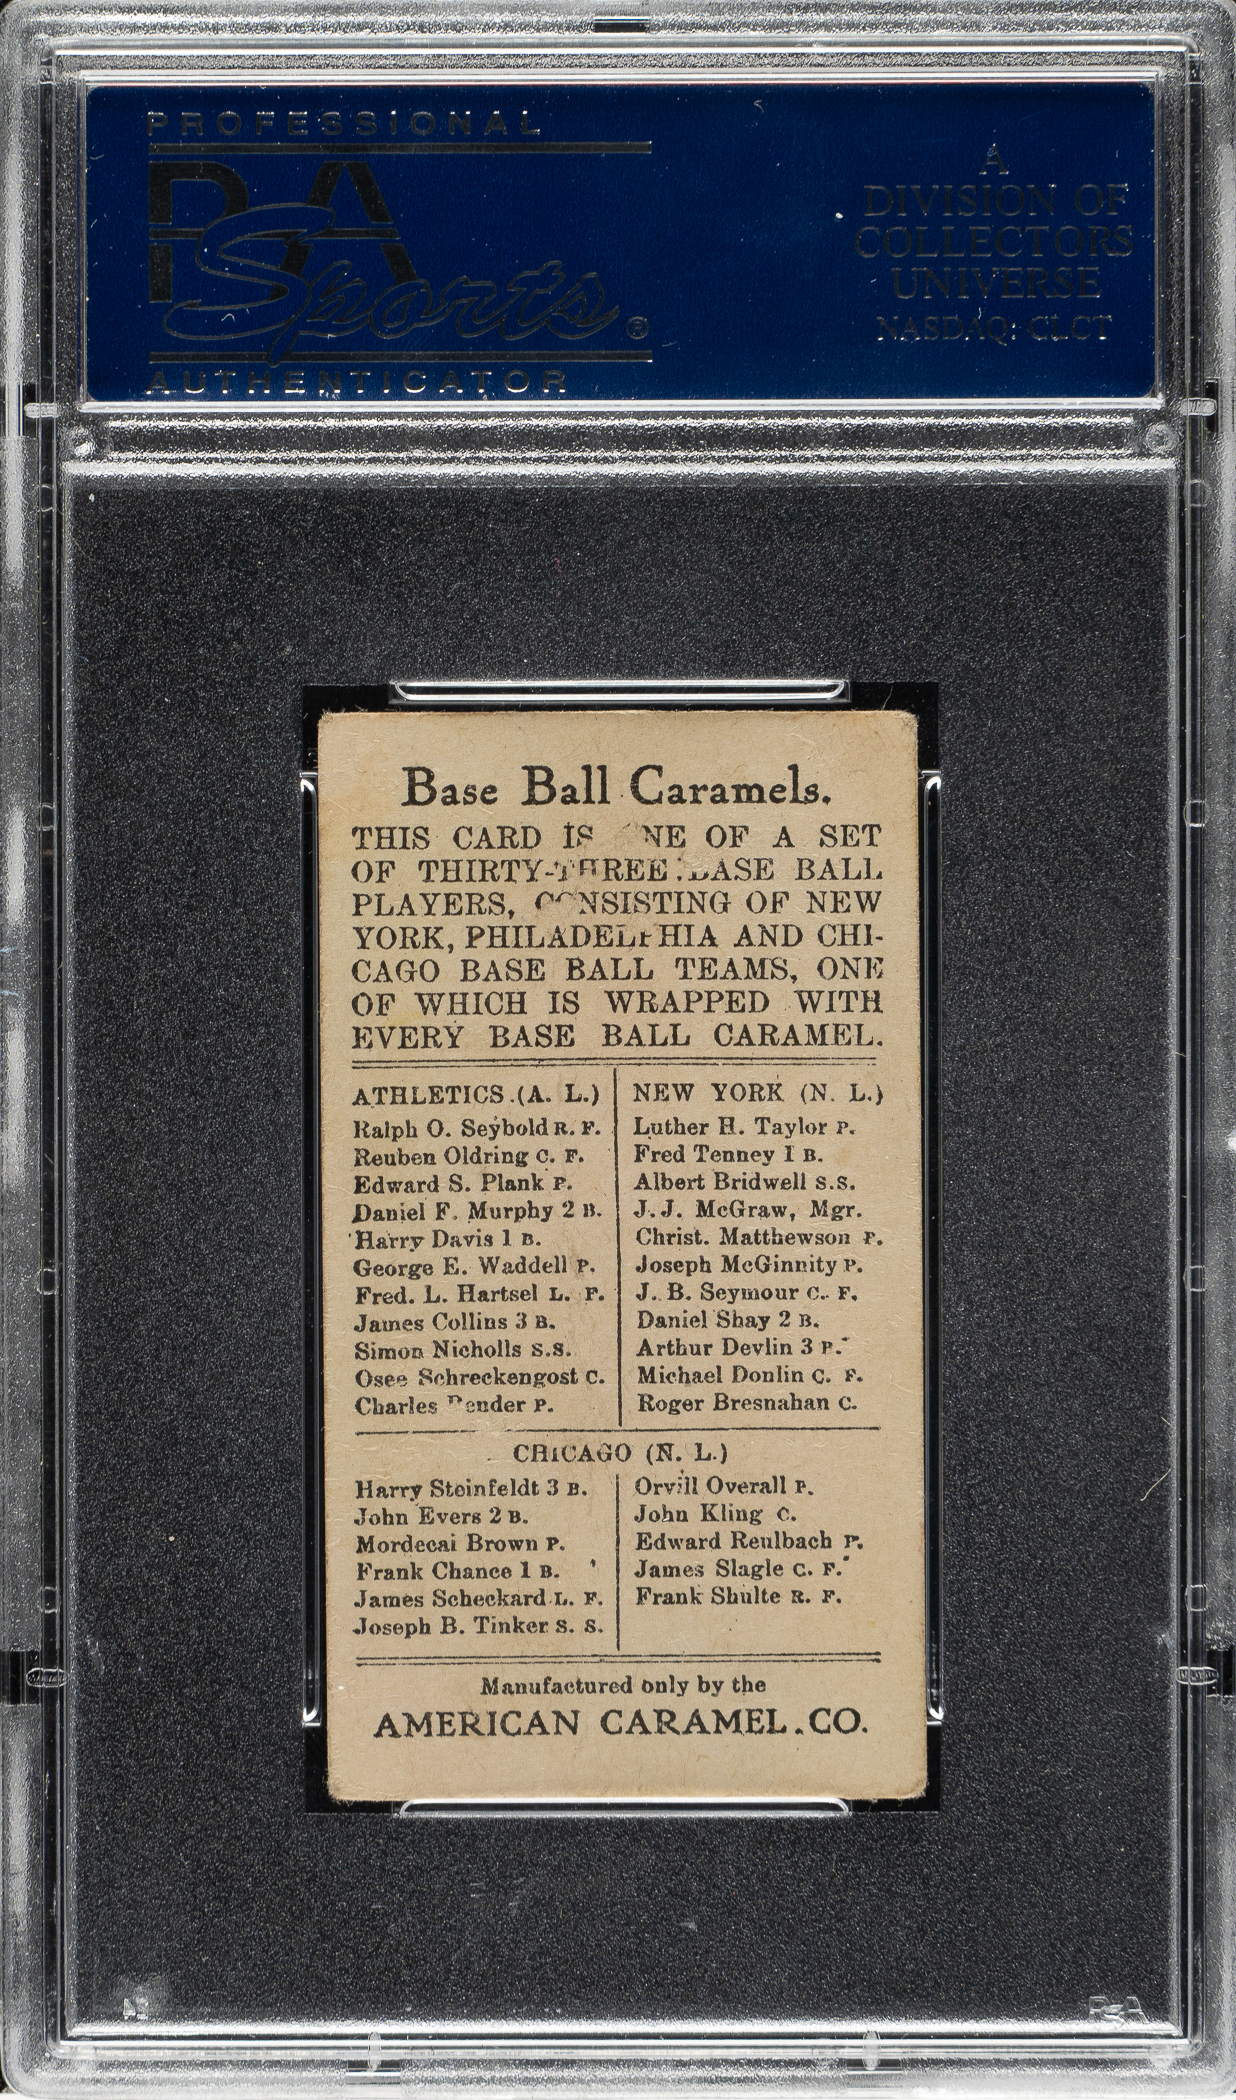 PROFESSIONAL
PSA
Sports®
AUTHENTICATOR
A
DIVISION OF
COLLECTORS
UNIVERSE
NASDAQ: CLCT
Base Ball Caramels.
THIS CARD IS NE OF A SET
OF THIRTY-THREE BASE BALL
PLAYERS, CONSISTING OF NEW
YORK, PHILADELPHIA AND CHI-
CAGO BASE BALL TEAMS, ONE
OF WHICH IS WRAPPED WITH
EVERY BASE BALL CARAMEL.
ATHLETICS (A. L.)
Ralph O. Seybold R. F.
Reuben Oldring C. F.
Edward S. Plank P.
Daniel F. Murphy 2 B.
Harry Davis 1 B.
George E. Waddell P.
Fred. L. Hartsel L. F.
James Collins 3 B.
Simon Nicholls S.S.
Osee Schreckengost C.
Charles Bender P.
NEW YORK (N. L.)
Luther H. Taylor P.
Fred Tenney 1 B.
Albert Bridwell S.S.
J. J. McGraw, Mgr.
Christ. Matthewson P.
Joseph McGinnity P.
J. B. Seymour C. F.
Daniel Shay 2 B.
Arthur Devlin 3 B.
Michael Donlin C. F.
Roger Bresnahan C.
CHICAGO (N. L.)
Harry Steinfeldt 3 B.
John Evers 2 B.
Mordecai Brown P.
Frank Chance 1 B.
James Scheckard L. F.
Joseph B. Tinker S. S.
Orvill Overall P.
John Kling C.
Edward Reulbach P.
James Slagle C. F.
Frank Shulte R. F.
Manufactured only by the
AMERICAN CARAMEL CO.
PSA